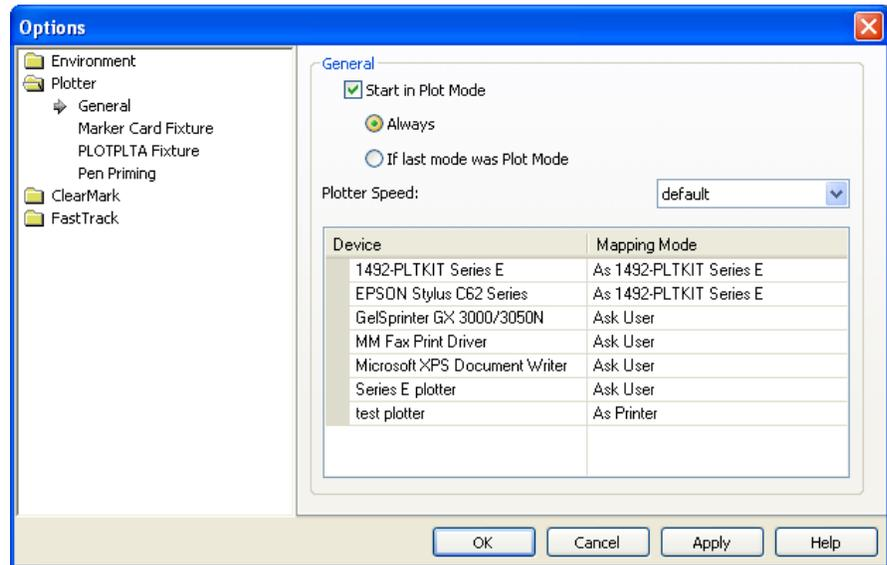 Options
Environment
Plotter
General
Marker Card Fixture
PLOTPLTA Fixture
Pen Priming
ClearMark
FastTrack
General
Start in Plot Mode
Always
If last mode was Plot Mode
Plotter Speed: default
Device Mapping Mode
1492-PLTKIT Series E As 1492-PLTKIT Series E
EPSON Stylus C62 Series As 1492-PLTKIT Series E
GelSprinter GX 3000/3050N Ask User
MM Fax Print Driver Ask User
Microsoft XPS Document Writer Ask User
Series E plotter Ask User
test plotter As Printer
OK Cancel Apply Help